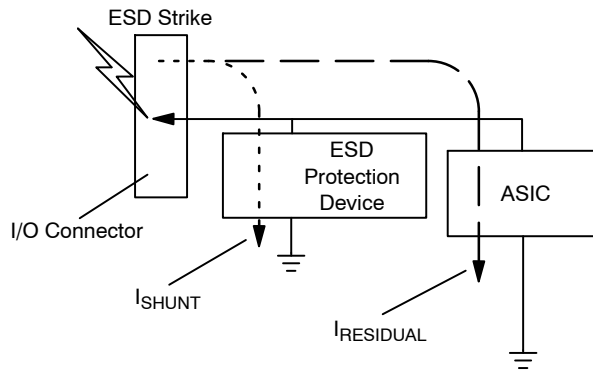 ESD Strike
ESD
Protection
Device
ASIC
I/O Connector
ISHUNT
IRESIDUAL